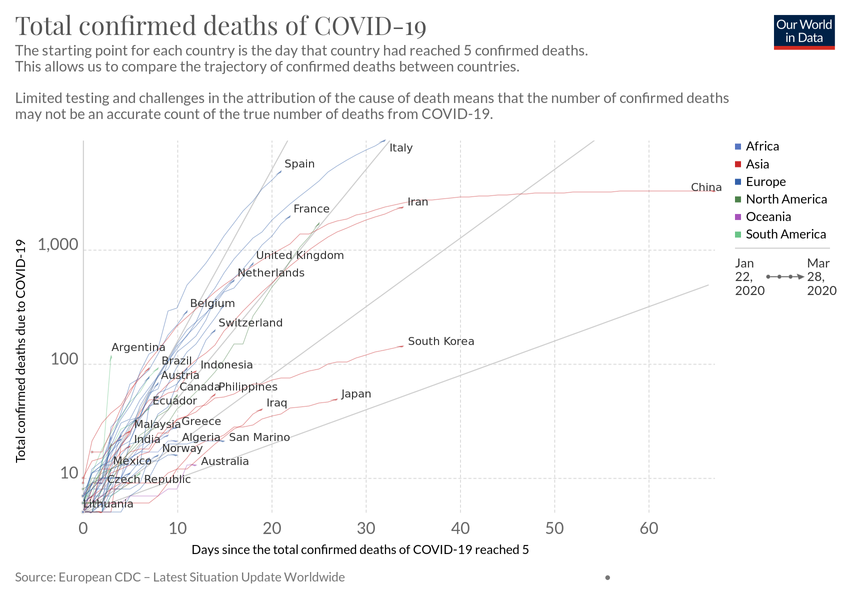 Total confirmed deaths of COVID-19
Our World
in Data
The starting point for each country is the day that country had reached 5 confirmed deaths.
This allows us to compare the trajectory of confirmed deaths between countries.
Limited testing and challenges in the attribution of the cause of death means that the number of confirmed deaths
may not be an accurate count of the true number of deaths from COVID-19.
Total confirmed deaths due to COVID-19
1,000
100
10
Spain
Italy
China
Iran
France
United Kingdom
Netherlands
Belgium
Switzerland
South Korea
Argentina
Brazil
Indonesia
Austria
Canada
Philippines
Japan
Ecuador
Iraq
Malaysia
Greece
India
Algeria
San Marino
Norway
Mexico
Australia
Czech Republic
Lithuania
0
10
20
30
40
50
60
Days since the total confirmed deaths of COVID-19 reached 5
Africa
Asia
Europe
North America
Oceania
South America
Jan
22,
2020
Mar
28,
2020
Source: European CDC – Latest Situation Update Worldwide